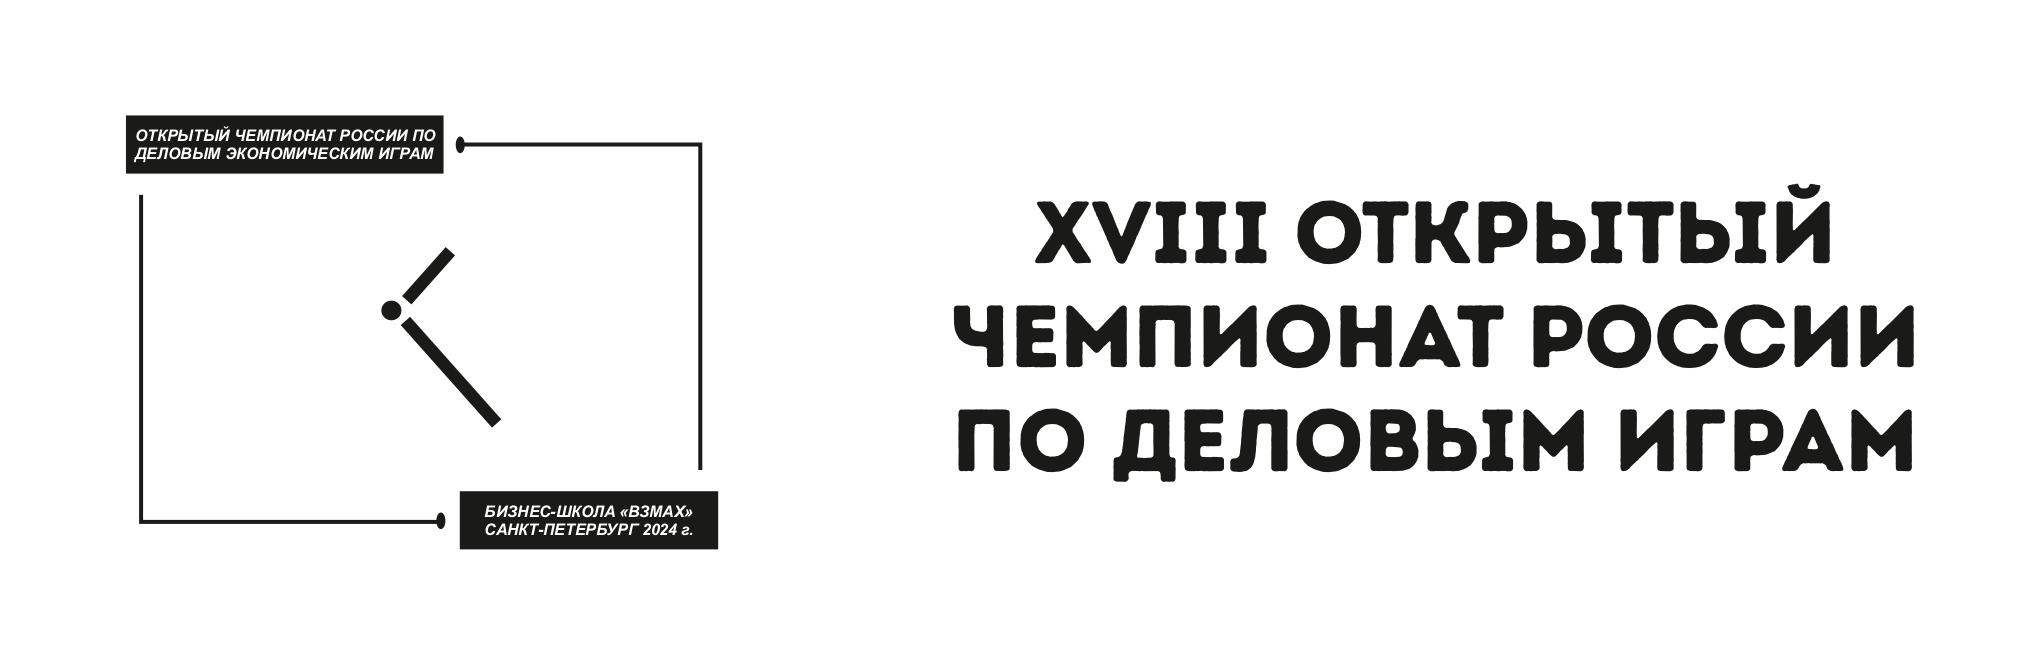 ОТКРЫТЫЙ ЧЕМПИОНАТ РОССИИ ПО
ДЕЛОВЫМ ЭКОНОМИЧЕСКИМ ИГРАМ
БИЗНЕС-ШКОЛА «ВЗМАХ»
САНКТ-ПЕТЕРБУРГ 2024 г.
XVIII ОТКРЫТЫЙ
ЧЕМПИОНАТ РОССИИ
ПО ДЕЛОВЫМ ИГРАМ